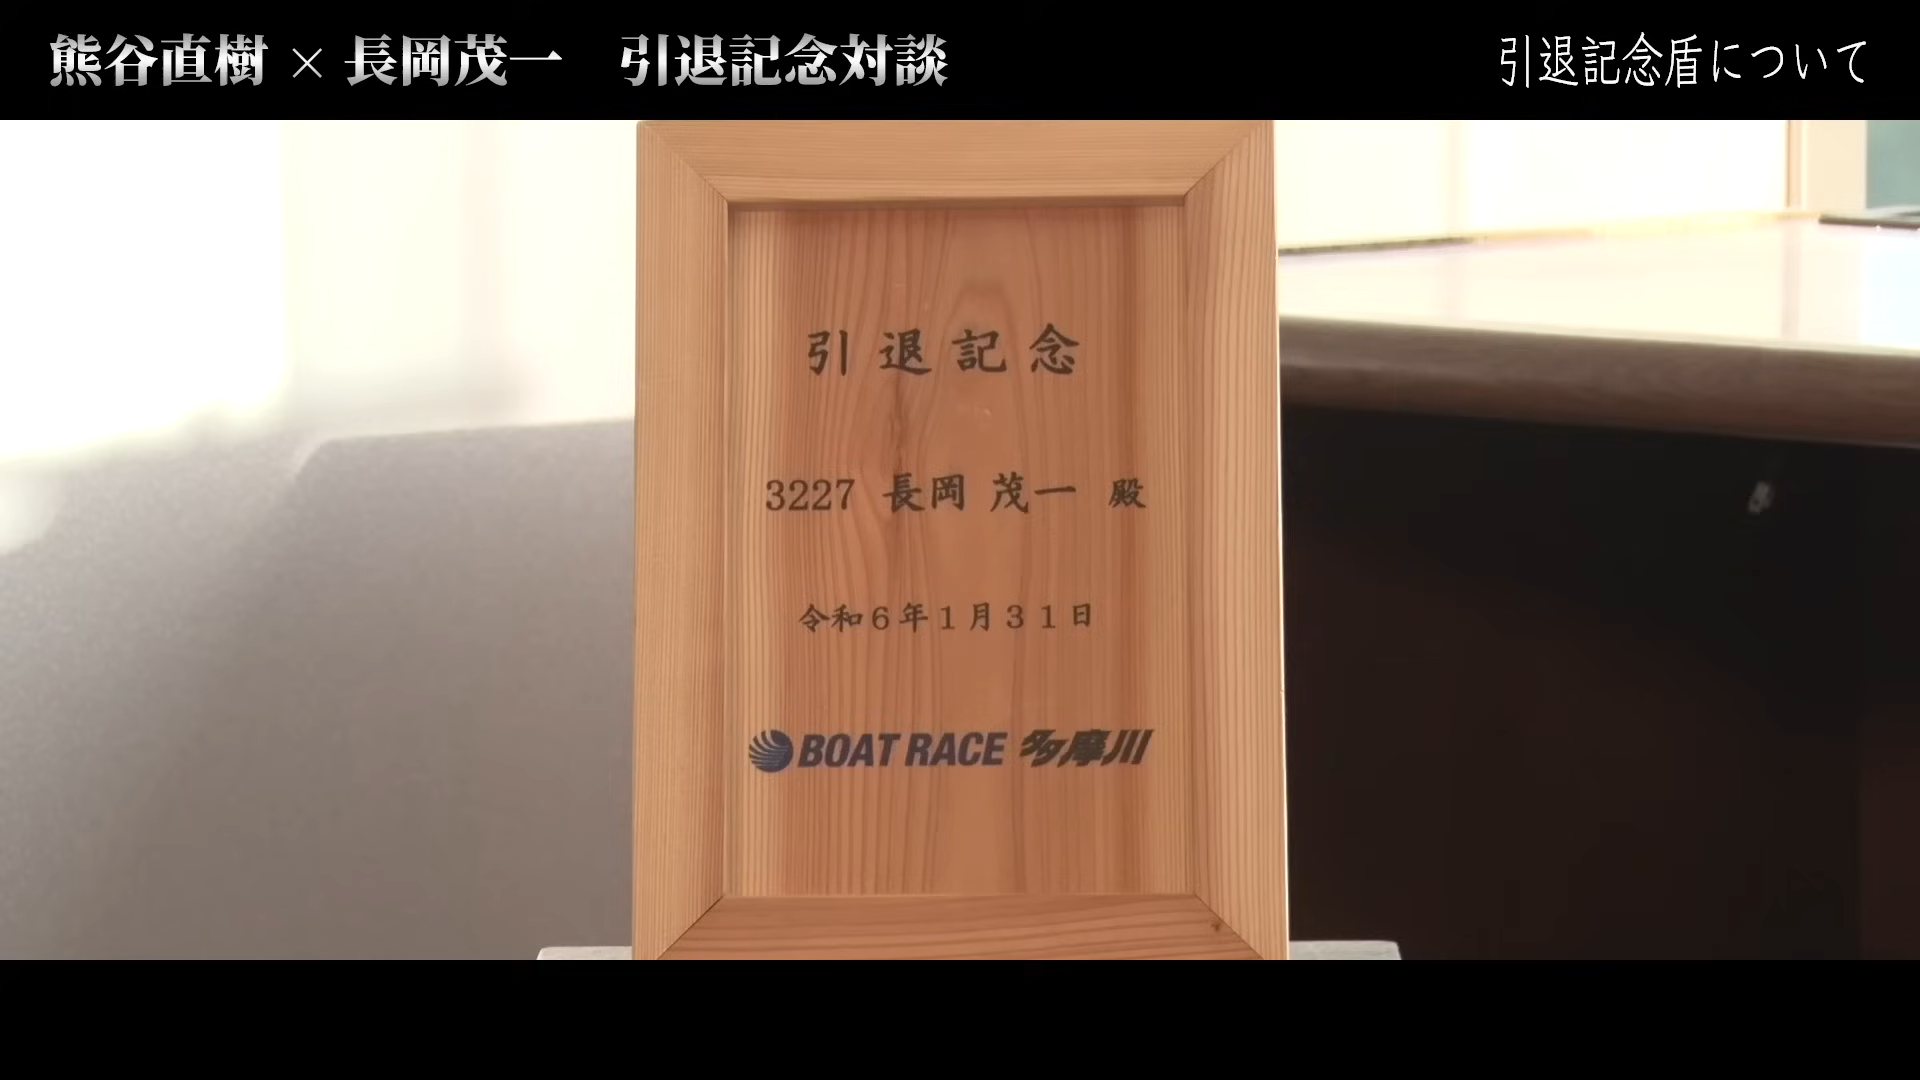 熊谷直樹 × 長岡茂一　引退記念対談
引退記念盾について
引退記念
3227 長岡 茂一 殿
令和6年1月31日
BOAT RACE 多摩川